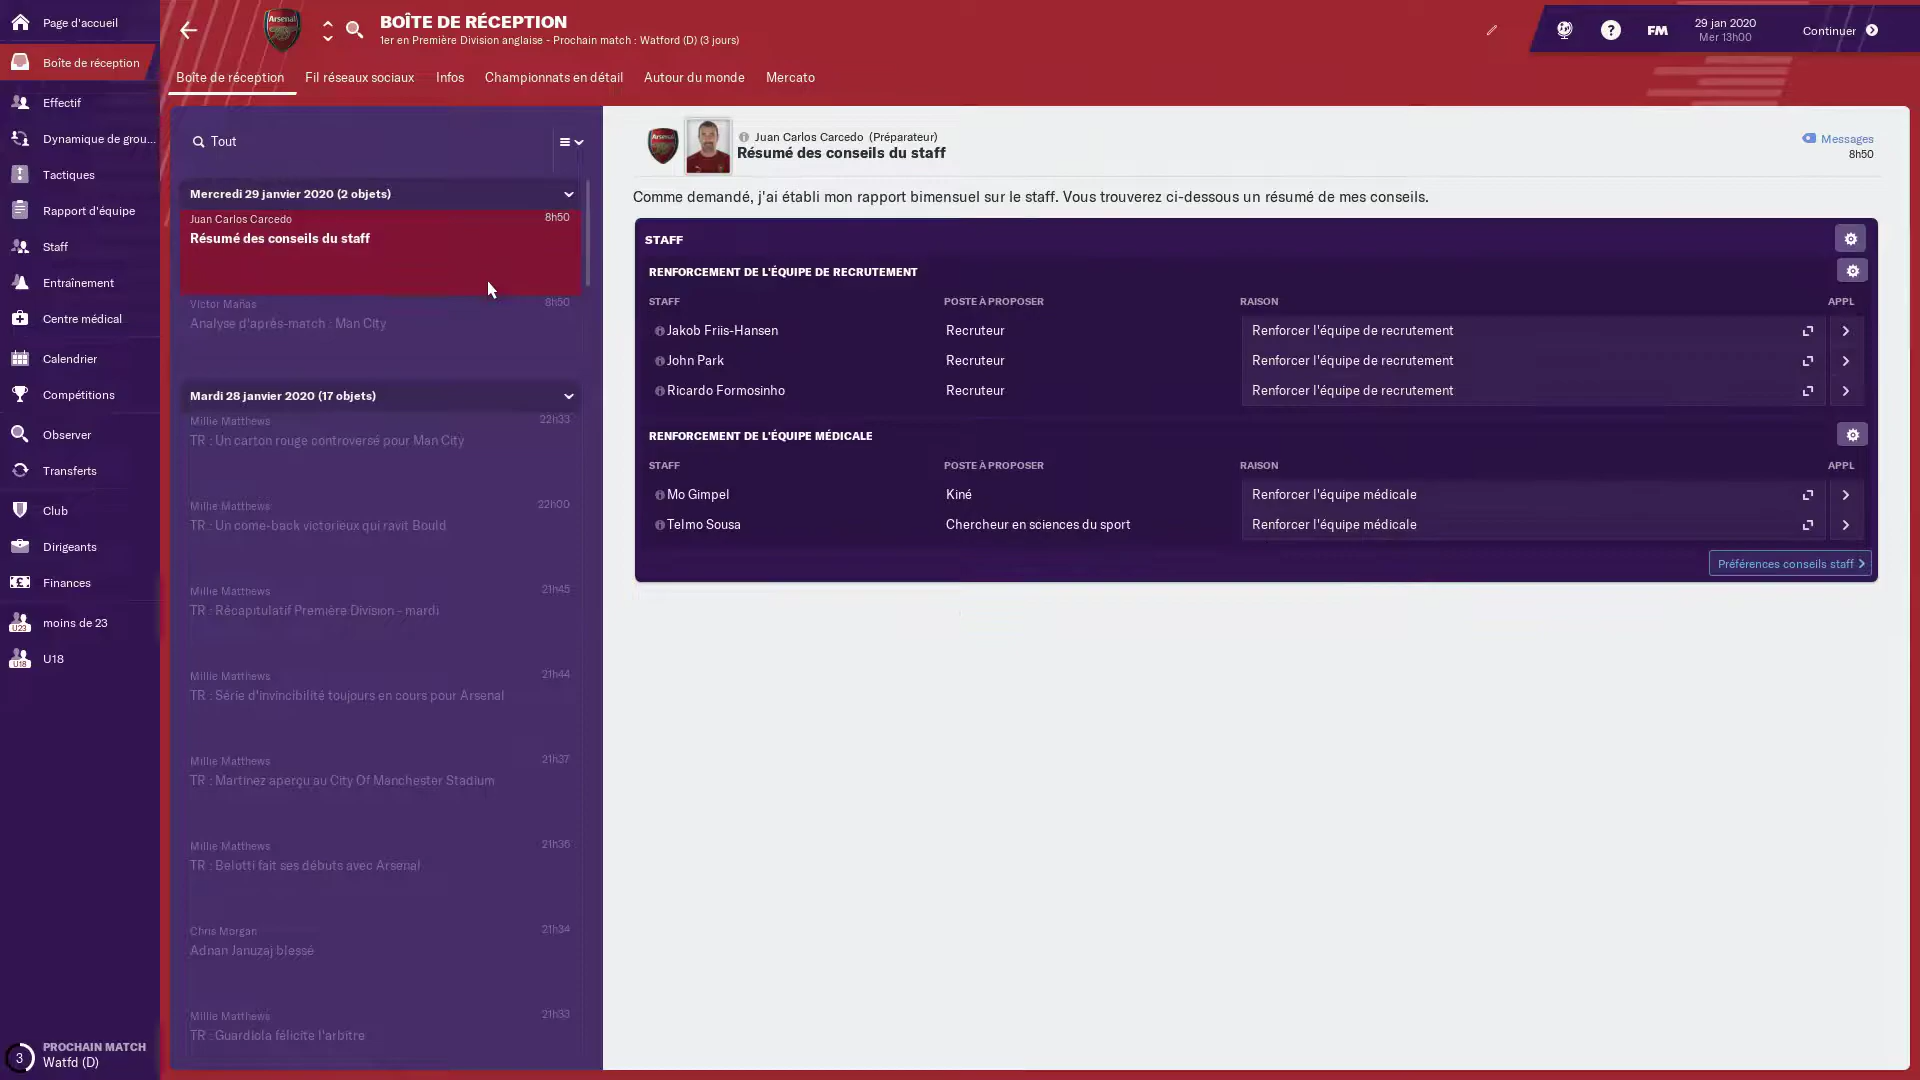 Page d'accueil
Boîte de réception
Effectif
Dynamique de grou...
Tactiques
Rapport d'équipe
Staff
Entraînement
Centre médical
Calendrier
Compétitions
Observer
Transferts
Club
Dirigeants
Finances
U23
moins de 23
U18
U18
3
PROCHAIN MATCH
Watfd (D)
Arsenal
BOÎTE DE RÉCEPTION
1er en Première Division anglaise - Prochain match : Watford (D) (3 jours)
? FM
29 jan 2020
Mer 13h00
Continuer
Boîte de réception Fil réseaux sociaux Infos Championnats en détail Autour du monde Mercato
Tout
Mercredi 29 janvier 2020 (2 objets)
Juan Carlos Carcedo 8h50
Résumé des conseils du staff
Victor Mañas 8h50
Analyse d'après-match : Man City
Mardi 28 janvier 2020 (17 objets)
Millie Matthews 22h33
TR : Un carton rouge controversé pour Man City
Millie Matthews 22h00
TR : Un come-back victorieux qui ravit Bould
Millie Matthews 21h45
TR : Récapitulatif Première Division - mardi
Millie Matthews 21h44
TR : Série d'invincibilité toujours en cours pour Arsenal
Millie Matthews 21h37
TR : Martinez aperçu au City Of Manchester Stadium
Millie Matthews 21h36
TR : Belotti fait ses débuts avec Arsenal
Chris Morgan 21h34
Adnan Januzaj blessé
Millie Matthews 21h33
TR : Guardiola félicite l'arbitre
Arsenal
Juan Carlos Carcedo (Préparateur)
Résumé des conseils du staff
Messages
8h50
Comme demandé, j'ai établi mon rapport bimensuel sur le staff. Vous trouverez ci-dessous un résumé de mes conseils.
STAFF
RENFORCEMENT DE L'ÉQUIPE DE RECRUTEMENT
STAFF POSTE À PROPOSER RAISON APPL
Jakob Friis-Hansen Recruteur Renforcer l'équipe de recrutement
John Park Recruteur Renforcer l'équipe de recrutement
Ricardo Formosinho Recruteur Renforcer l'équipe de recrutement
RENFORCEMENT DE L'ÉQUIPE MÉDICALE
STAFF POSTE À PROPOSER RAISON APPL
Mo Gimpel Kiné Renforcer l'équipe médicale
Telmo Sousa Chercheur en sciences du sport Renforcer l'équipe médicale
Préférences conseils staff